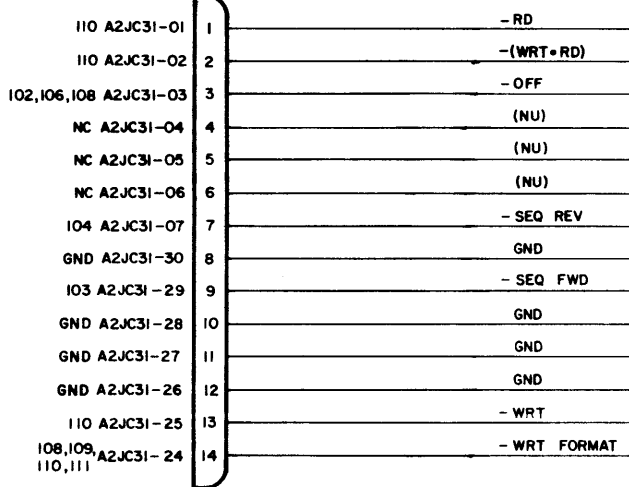 110 A2JC31-01 1 -RD
110 A2JC31-02 2 -(WRT•RD)
102,106,108 A2JC31-03 3 -OFF
NC A2JC31-04 4 (NU)
NC A2JC31-05 5 (NU)
NC A2JC31-06 6 (NU)
104 A2JC31-07 7 -SEQ REV
GND A2JC31-30 8 GND
103 A2JC31-29 9 -SEQ FWD
GND A2JC31-28 10 GND
GND A2JC31-27 11 GND
GND A2JC31-26 12 GND
110 A2JC31-25 13 -WRT
108,109, A2JC31-24 14 -WRT FORMAT
110,111